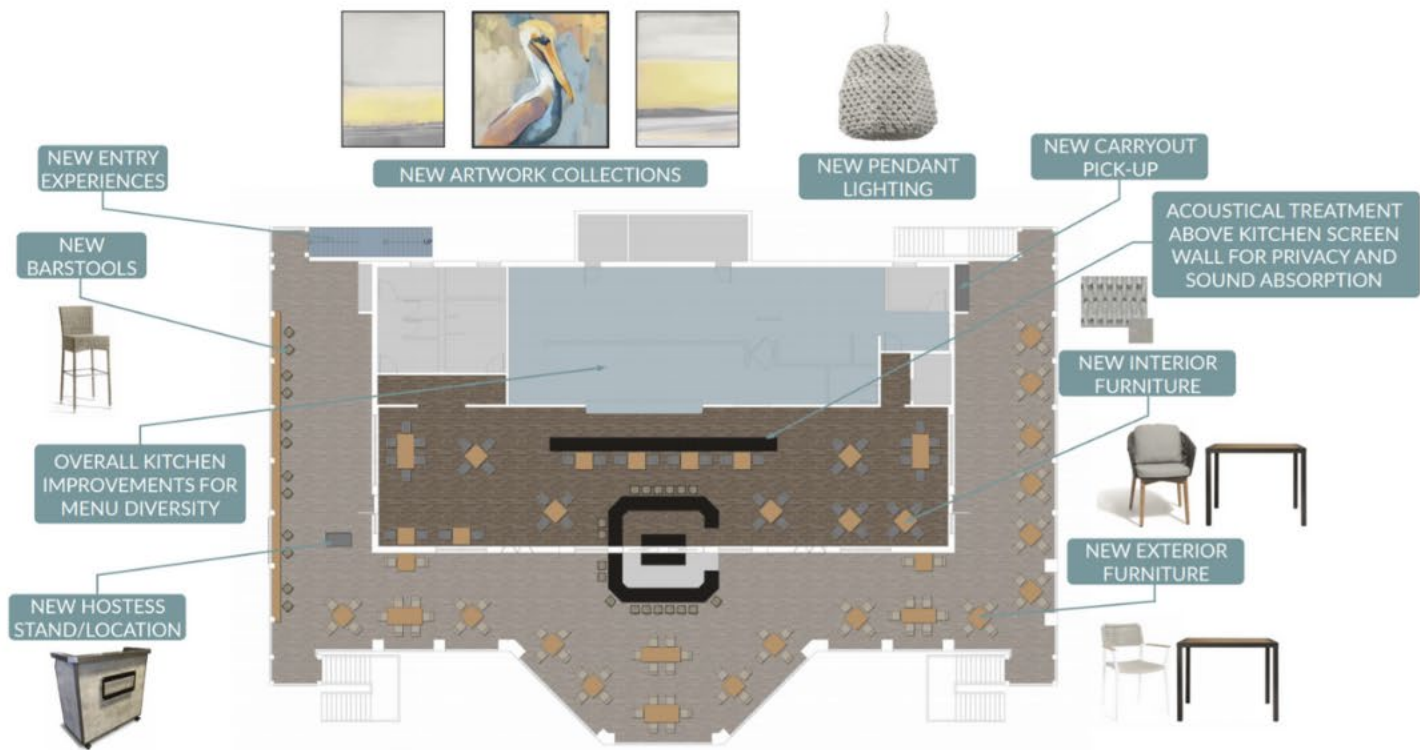 NEW ARTWORK COLLECTIONS
NEW PENDANT
LIGHTING
NEW CARRYOUT
PICK-UP
NEW ENTRY
EXPERIENCES
ACOUSTICAL TREATMENT
ABOVE KITCHEN SCREEN
WALL FOR PRIVACY AND
SOUND ABSORPTION
NEW
BARSTOOLS
UP
NEW INTERIOR
FURNITURE
OVERALL KITCHEN
IMPROVEMENTS FOR
MENU DIVERSITY
NEW EXTERIOR
FURNITURE
NEW HOSTESS
STAND/LOCATION